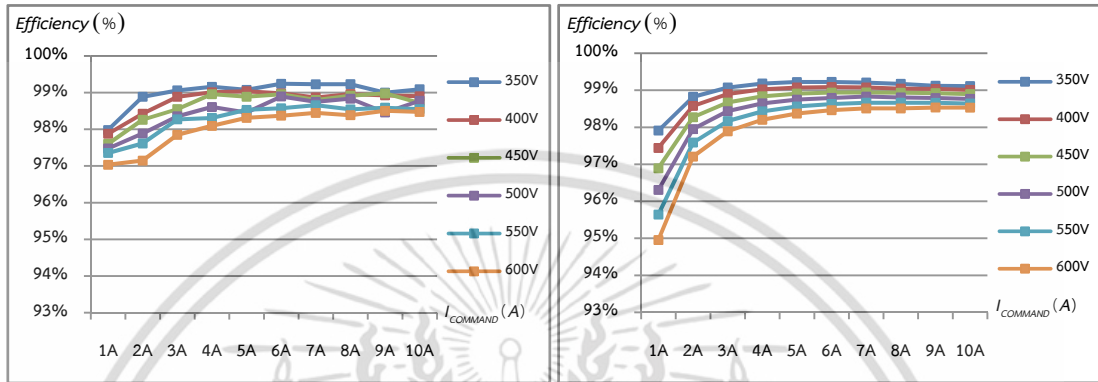 Efficiency (%)
100%
99%
98%
97%
96%
95%
94%
93%
1A 2A 3A 4A 5A 6A 7A 8A 9A 10A
350V
400V
450V
500V
550V
600V
I COMMAND (A)
Efficiency (%)
100%
99%
98%
97%
96%
95%
94%
93%
1A 2A 3A 4A 5A 6A 7A 8A 9A 10A
350V
400V
450V
500V
550V
600V
I COMMAND (A)